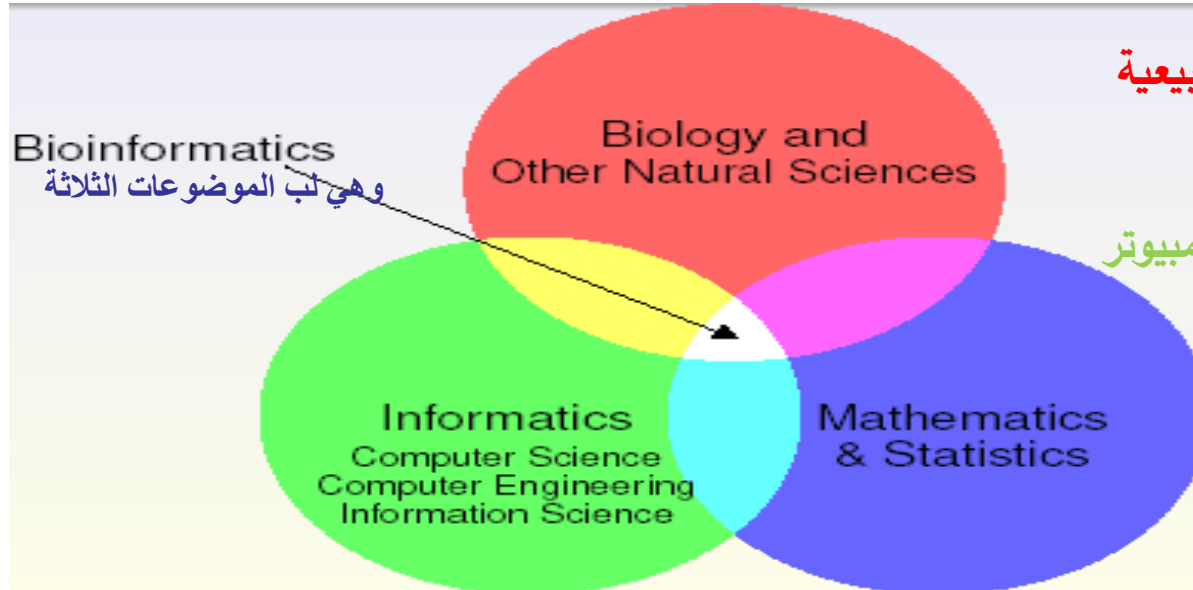 Bioinformatics
وهي لب الموضوعات الثلاثة
Biology and
Other Natural Sciences
Informatics
Computer Science
Computer Engineering
Information Science
Mathematics
& Statistics